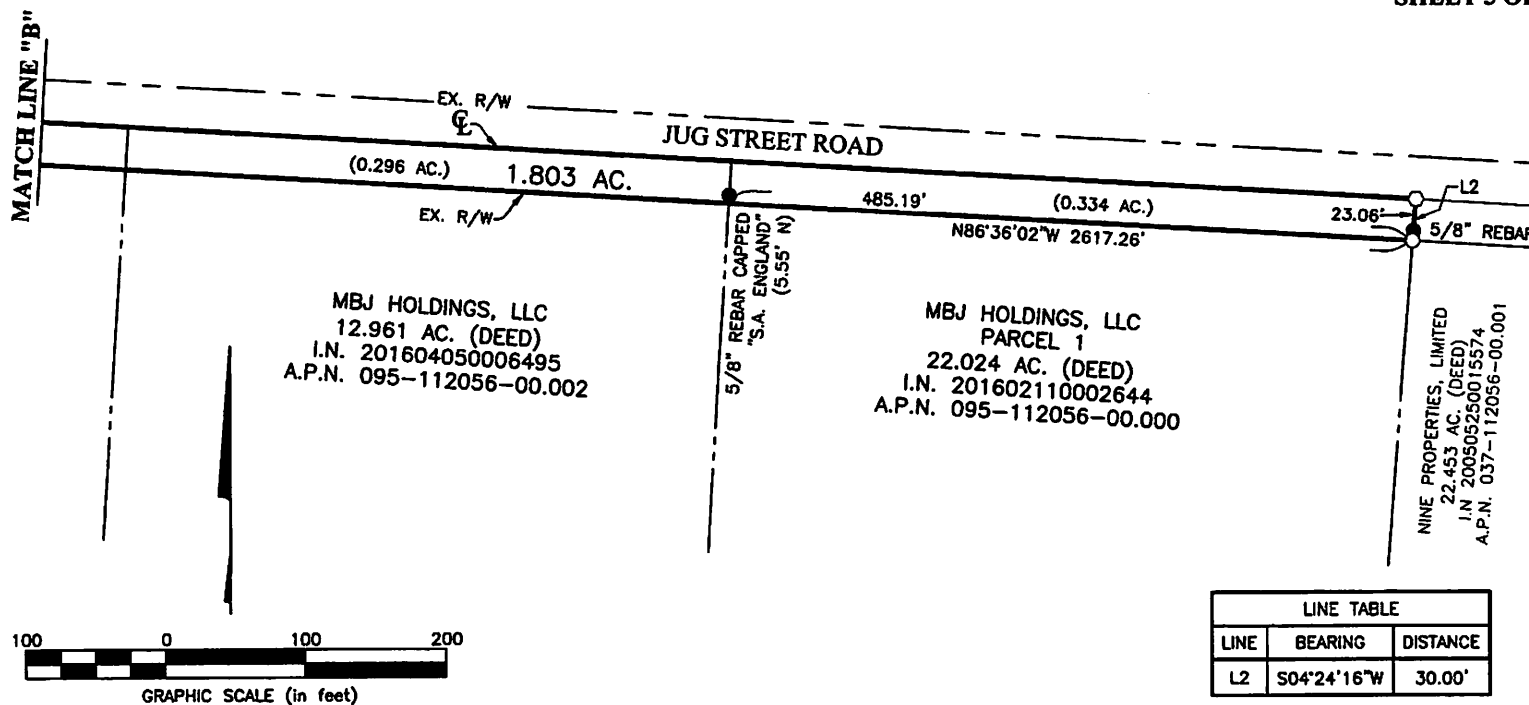 MATCH LINE "B"
EX. R/W
CL
JUG STREET ROAD
(0.296 AC.)
1.803 AC.
EX. R/W
485.19'
(0.334 AC.)
N86°36'02"W 2617.26'
23.06'
L2
5/8" REBAR
5/8" REBAR CAPPED
"S.A. ENGLAND"
(5.55' N)
MBJ HOLDINGS, LLC
12.961 AC. (DEED)
I.N. 201604050006495
A.P.N. 095-112056-00.002
MBJ HOLDINGS, LLC
PARCEL 1
22.024 AC. (DEED)
I.N. 201602110002644
A.P.N. 095-112056-00.000
NINE PROPERTIES, LIMITED
22.453 AC. (DEED)
I.N 200505250015574
A.P.N. 037-112056-00.001
100 0 100 200
GRAPHIC SCALE (in feet)
LINE TABLE
LINE BEARING DISTANCE
L2 S04°24'16"W 30.00'